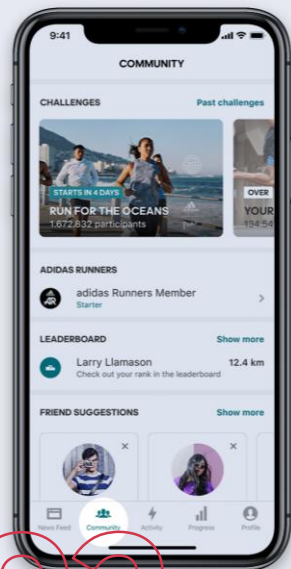 9:41
COMMUNITY
CHALLENGES Past challenges
STARTS IN 4 DAYS
RUN FOR THE OCEANS
1.672.832 participants
OVER
YOUR
134.54
ADIDAS RUNNERS
AR
adidas Runners Member
Starter
LEADERBOARD Show more
Larry Llamason 12.4 km
Check out your rank in the leaderboard
FRIEND SUGGESTIONS Show more
News Feed Community Activity Progress Profile